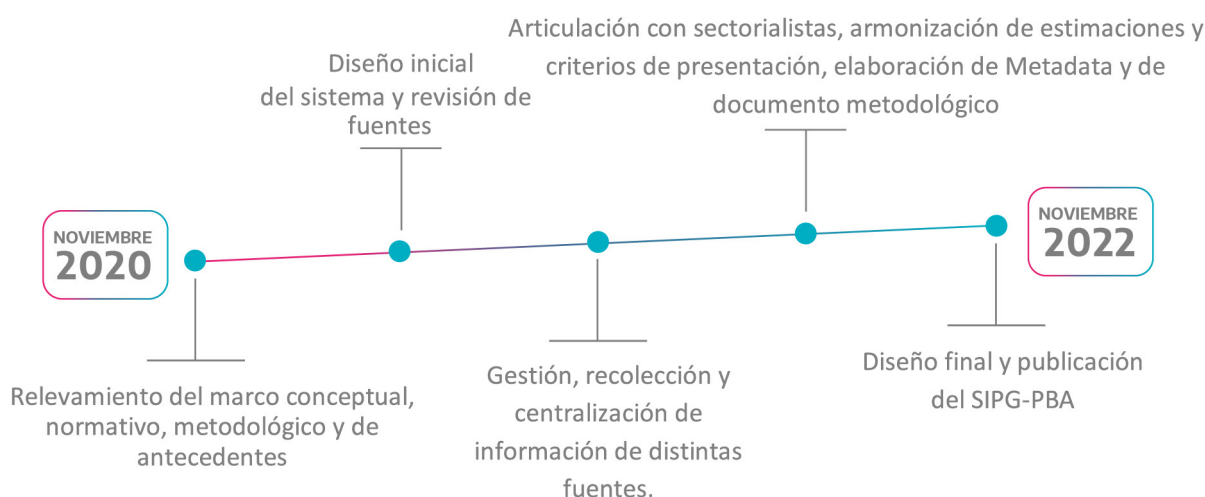 NOVIEMBRE
2020
Relevamiento del marco conceptual,
normativo, metodológico y de
antecedentes
Diseño inicial
del sistema y revisión de
fuentes
Gestión, recolección y
centralización de
información de distintas
fuentes.
Articulación con sectorialistas, armonización de estimaciones y
criterios de presentación, elaboración de Metadata y de
documento metodológico
Diseño final y publicación
del SIPG-PBA
NOVIEMBRE
2022